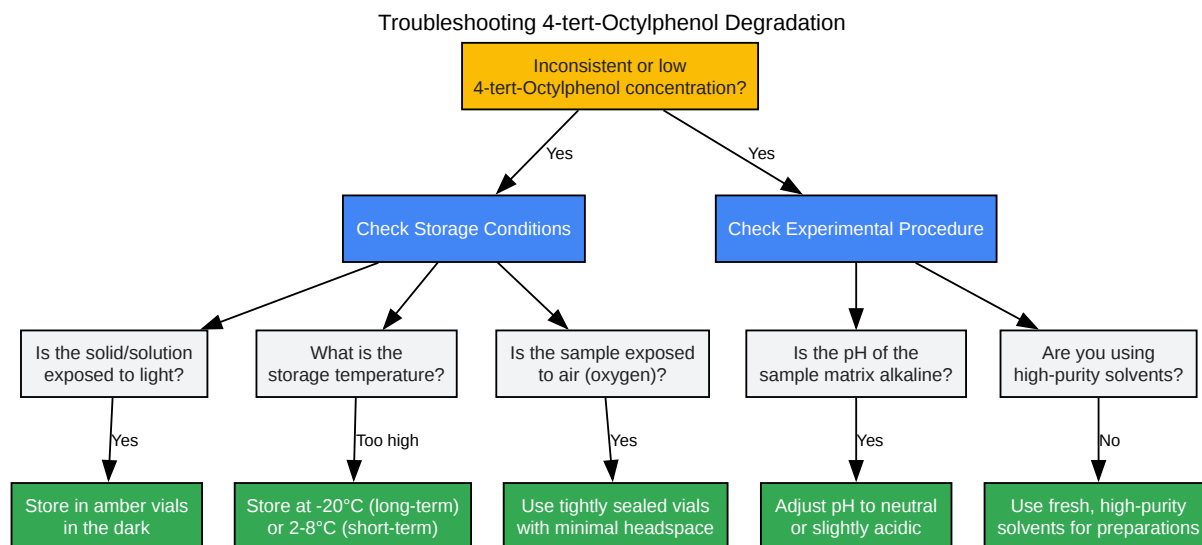 Troubleshooting 4-tert-Octylphenol Degradation
Inconsistent or low
4-tert-Octylphenol concentration?
Yes
Yes
Check Storage Conditions
Check Experimental Procedure
Is the solid/solution
exposed to light?
What is the
storage temperature?
Is the sample exposed
to air (oxygen)?
Is the pH of the
sample matrix alkaline?
Are you using
high-purity solvents?
Yes
Too high
Yes
Yes
No
Store in amber vials
in the dark
Store at -20°C (long-term)
or 2-8°C (short-term)
Use tightly sealed vials
with minimal headspace
Adjust pH to neutral
or slightly acidic
Use fresh, high-purity
solvents for preparations